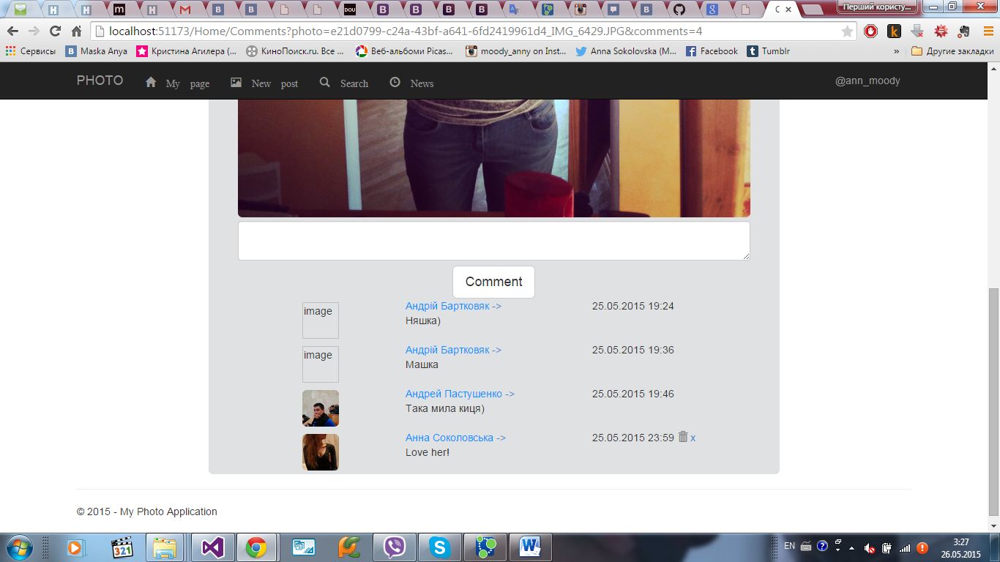 Перший користу...
localhost:51173/Home/Comments?photo=e21d0799-c24a-43bf-a641-6fd2419961d4_IMG_6429.JPG&comments=4
Сервисы Maska Anya Кристина Агилера (... КиноПоиск.ru. Все ... Веб-альбоми Picas... moody_anny on Inst... Anna Sokolovska (M... Facebook Tumblr » Другие закладки
PHOTO My page New post Search News @ann_moody
Comment
image Андрій Бартковяк -> 25.05.2015 19:24
Няшка)
image Андрій Бартковяк -> 25.05.2015 19:36
Машка
Андрей Пастушенко -> 25.05.2015 19:46
Така мила киця)
Анна Соколовська -> 25.05.2015 23:59 x
Love her!
© 2015 - My Photo Application
EN 3:27
26.05.2015